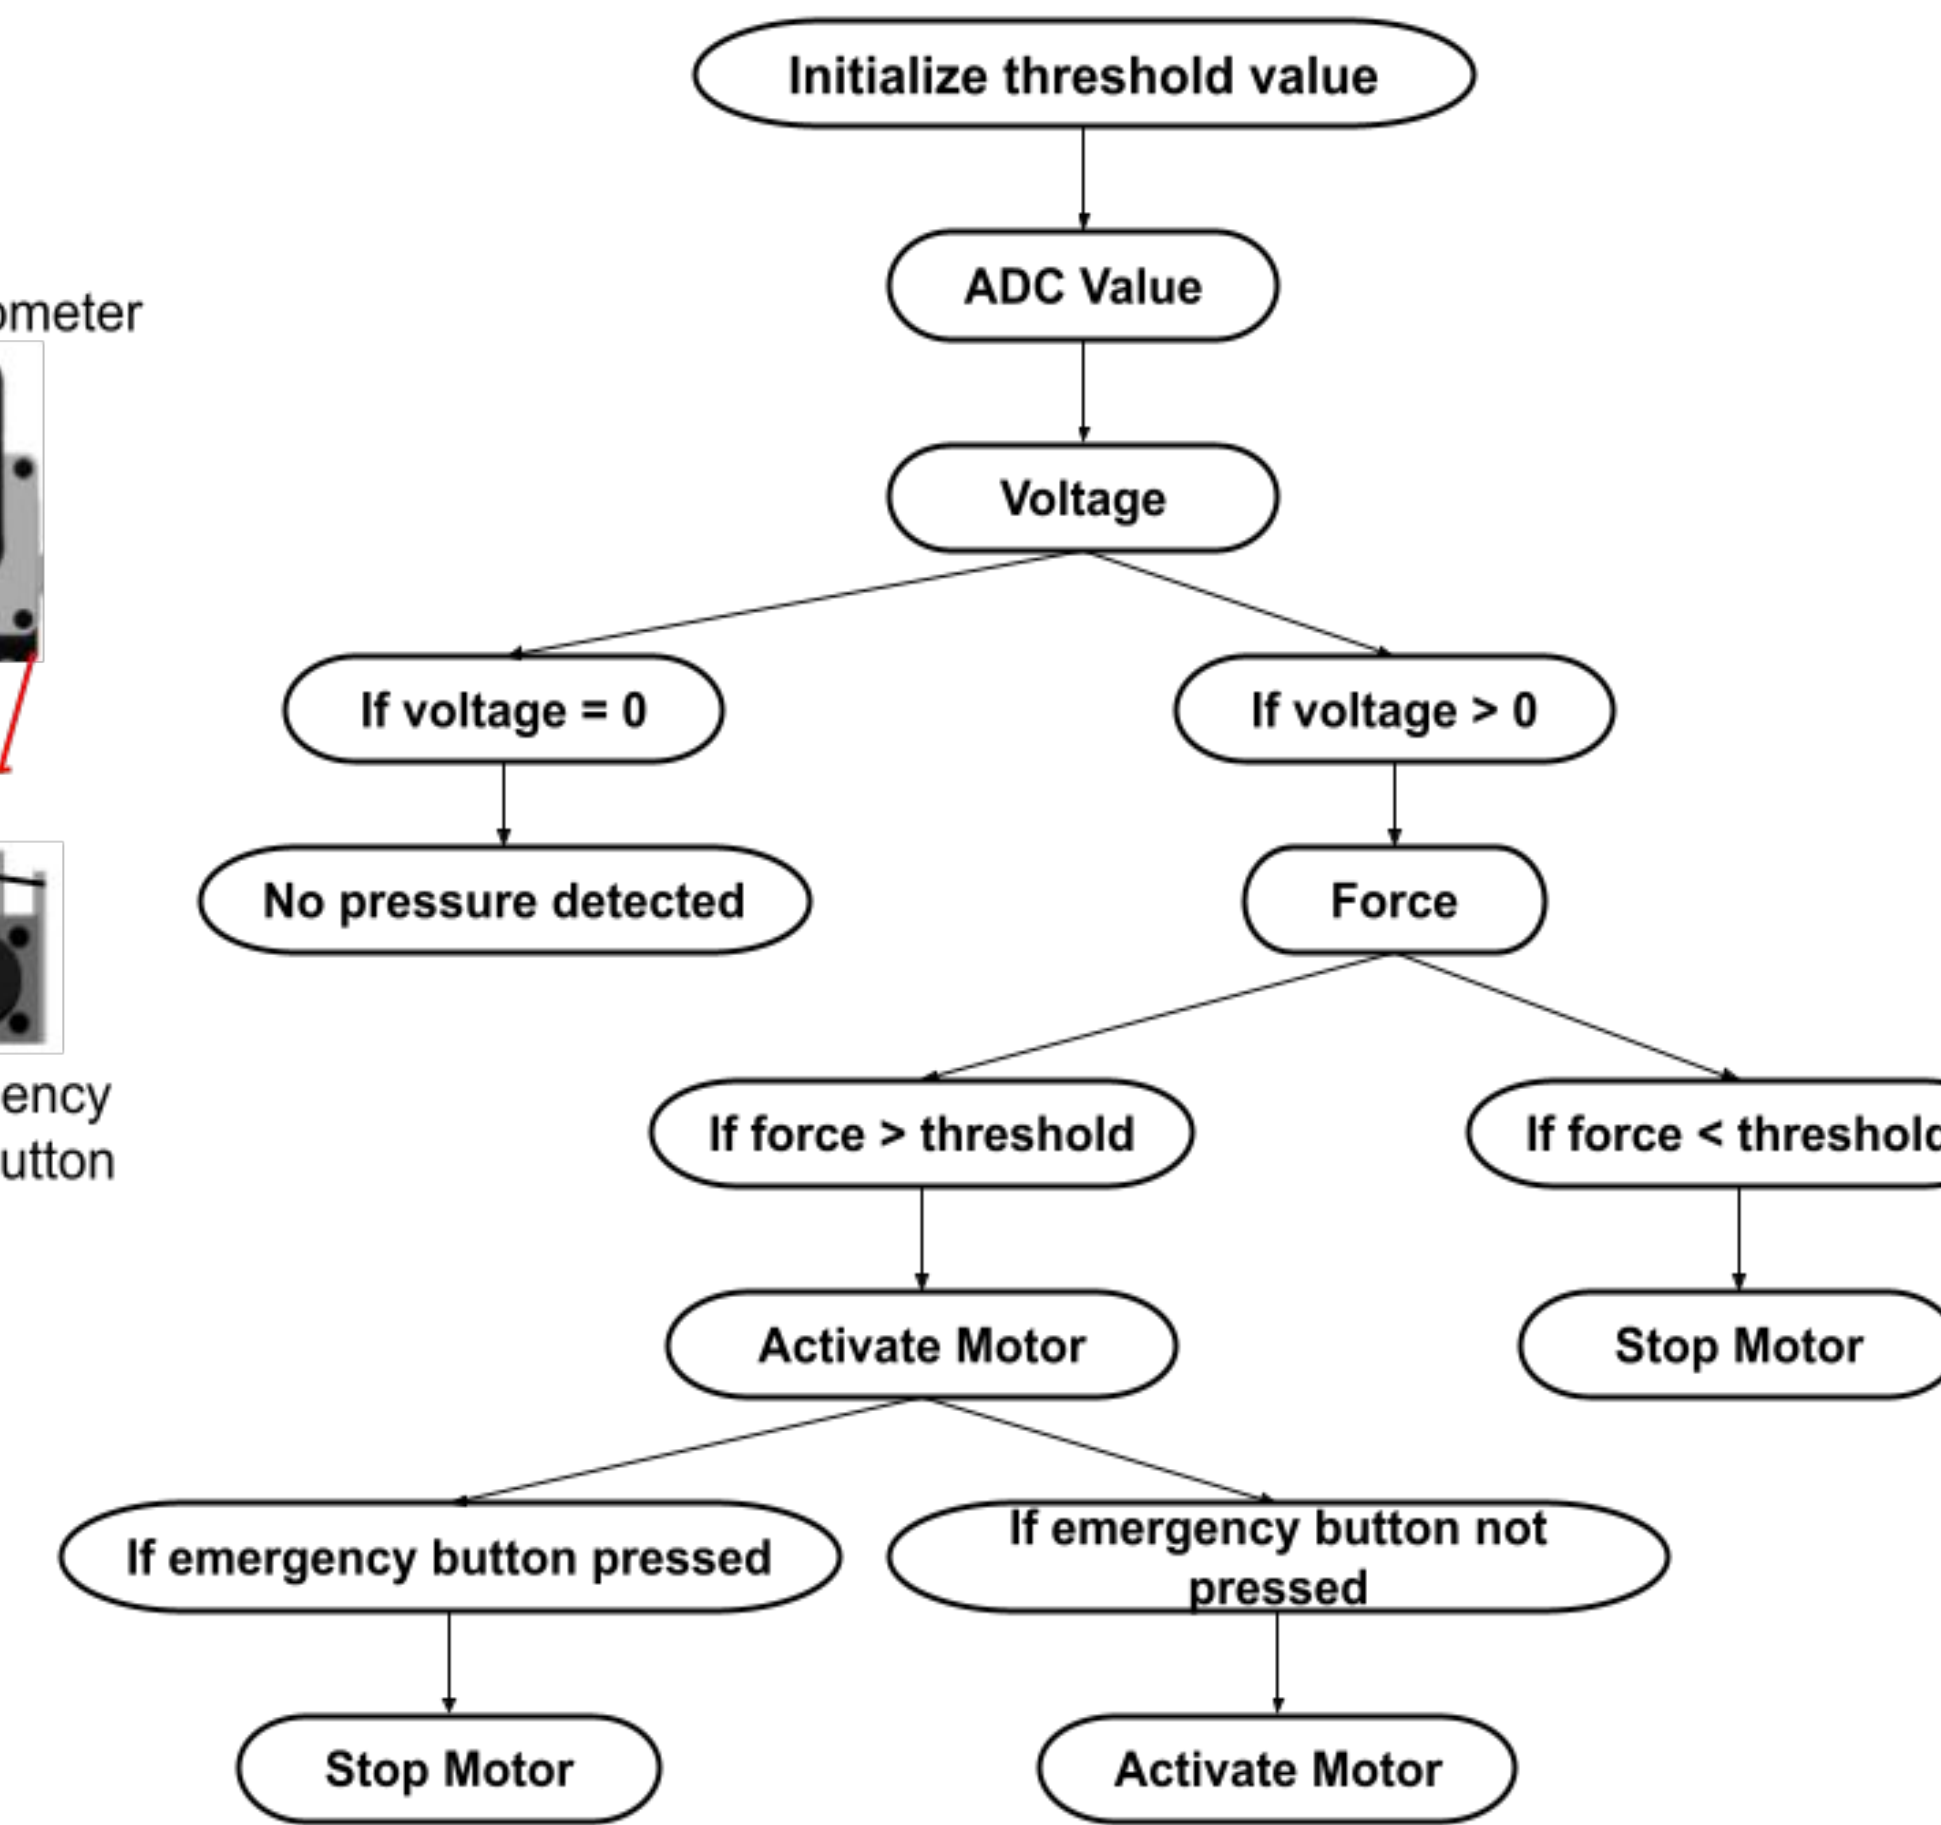 Initialize threshold value
ADC Value
ometer
Voltage
If voltage = 0
If voltage > 0
No pressure detected
Force
ency
utton
If force > threshold
If force < threshold
Activate Motor
Stop Motor
If emergency button pressed
If emergency button not
pressed
Stop Motor
Activate Motor